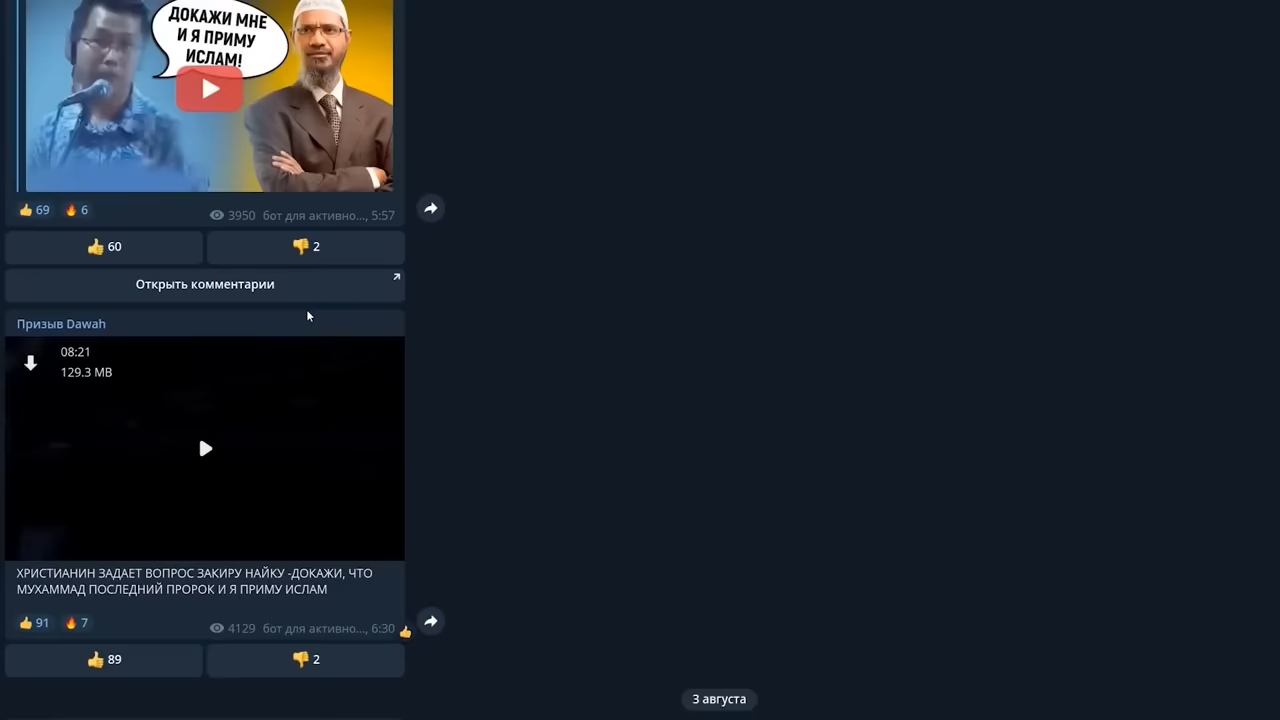 ДОКАЖИ МНЕ
И Я ПРИМУ
ИСЛАМ!
69 6
3950 бот для активно..., 5:57
60 2
Открыть комментарии
Призыв Dawah
08:21
129.3 MB
ХРИСТИАНИН ЗАДАЕТ ВОПРОС ЗАКИРУ НАЙКУ -ДОКАЖИ, ЧТО
МУХАММАД ПОСЛЕДНИЙ ПРОРОК И Я ПРИМУ ИСЛАМ
91 7
4129 бот для активно..., 6:30
89 2
3 августа